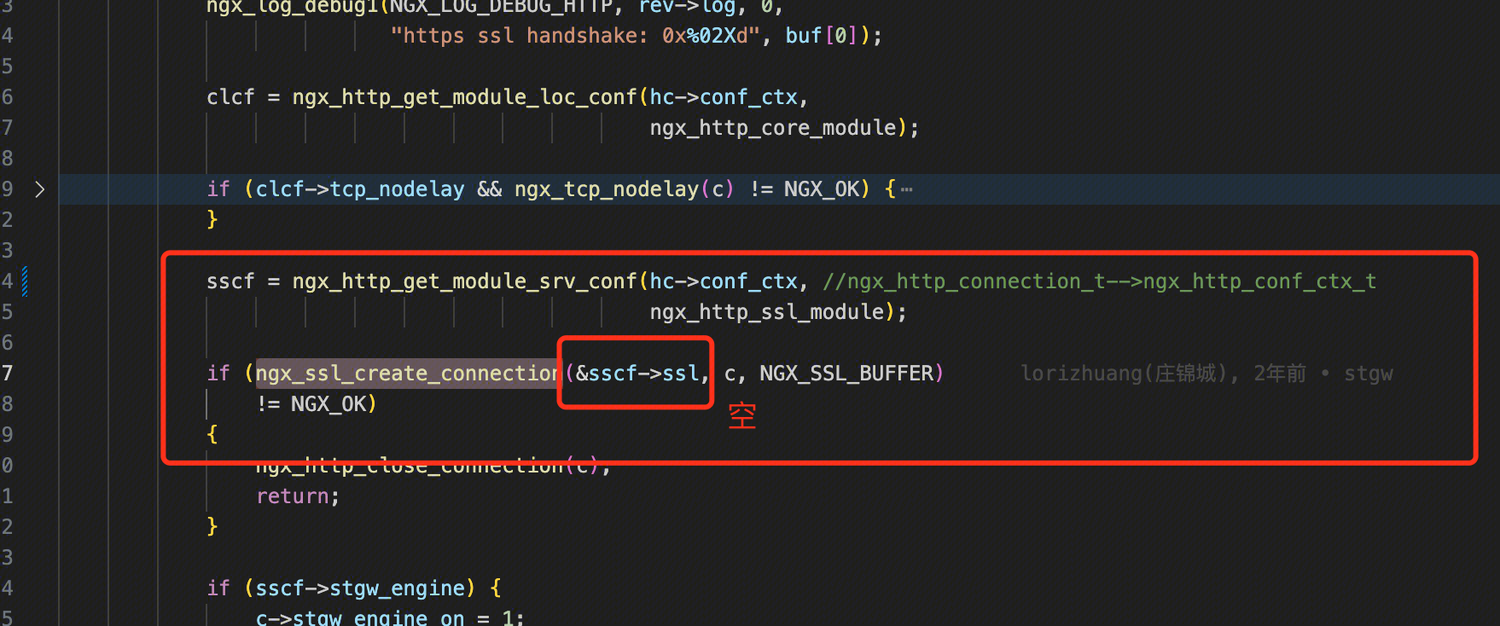 3 ngx_log_debug1(NGX_LOG_DEBUG_HTTP, rev->log, 0,
4 "https ssl handshake: 0x%02Xd", buf[0]);
5
6 clcf = ngx_http_get_module_loc_conf(hc->conf_ctx,
7 ngx_http_core_module);
8
9 if (clcf->tcp_nodelay && ngx_tcp_nodelay(c) != NGX_OK) {⋯
2 }
3
4 sscf = ngx_http_get_module_srv_conf(hc->conf_ctx, //ngx_http_connection_t-->ngx_http_conf_ctx_t
5 ngx_http_ssl_module);
6
7 if (ngx_ssl_create_connection(&sscf->ssl, c, NGX_SSL_BUFFER) lorizhuang(庄锦城), 2年前 • stgw
8 != NGX_OK) 空
9 {
0 ngx_http_close_connection(c);
1 return;
2 }
3
4 if (sscf->stgw_engine) {
5 c->stgw_engine_on = 1;